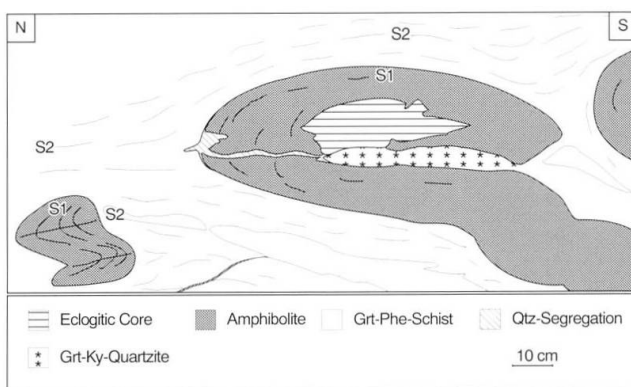 N
S
S2
S1
S2
S1
S2
Eclogitic Core
Amphibolite
Grt-Phe-Schist
Qtz-Segregation
Grt-Ky-Quartzite
10 cm